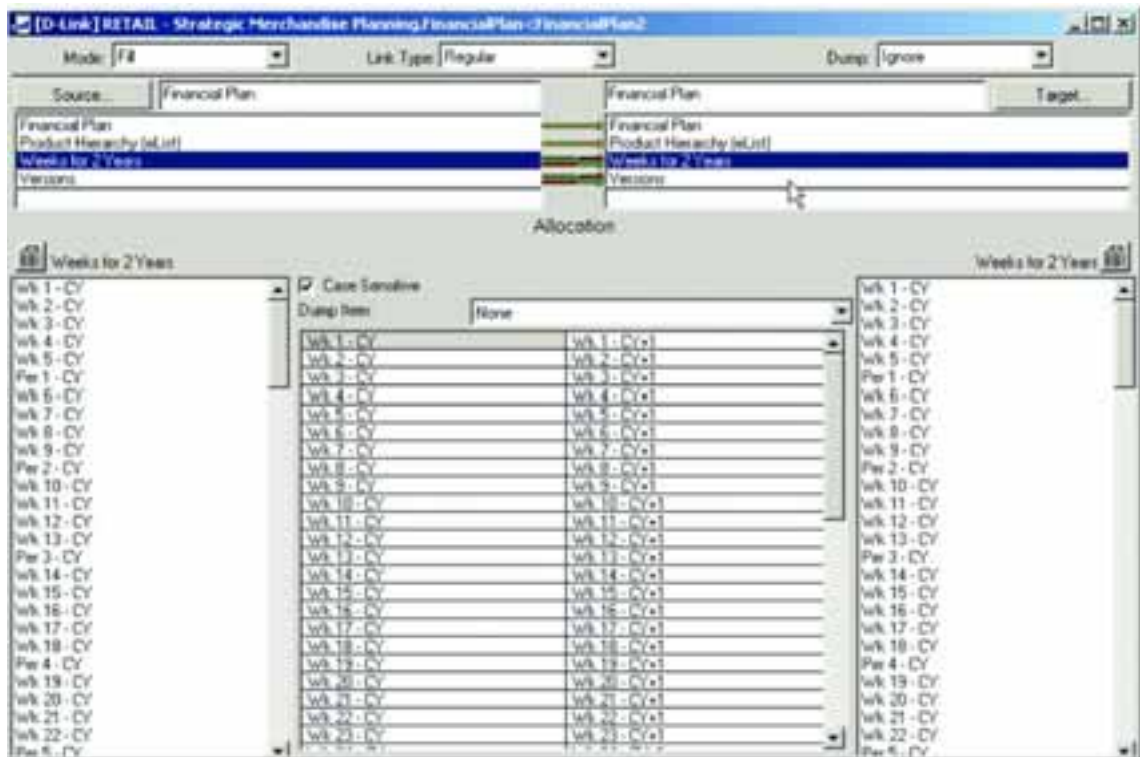 [D-Link] RETAIL - Strategic Merchandise Planning.FinancialPlan<FinancialPlan2
Mode: Fill Link Type: Regular Dump: Ignore
Source... Financial Plan Financial Plan Target...
Financial Plan Financial Plan
Product Hierarchy (eList) Product Hierarchy (eList)
Weeks for 2 Years Weeks for 2 Years
Versions Versions
Allocation
Weeks for 2 Years Weeks for 2 Years
Case Sensitive
Dump Item None
Wk 1 - CY
Wk 2 - CY
Wk 3 - CY
Wk 4 - CY
Wk 5 - CY
Per 1 - CY
Wk 6 - CY
Wk 7 - CY
Wk 8 - CY
Wk 9 - CY
Per 2 - CY
Wk 10 - CY
Wk 11 - CY
Wk 12 - CY
Wk 13 - CY
Per 3 - CY
Wk 14 - CY
Wk 15 - CY
Wk 16 - CY
Wk 17 - CY
Wk 18 - CY
Per 4 - CY
Wk 19 - CY
Wk 20 - CY
Wk 21 - CY
Wk 22 - CY
Per 5 - CY
Wk 1 - CY Wk 1 - CY+1
Wk 2 - CY Wk 2 - CY+1
Wk 3 - CY Wk 3 - CY+1
Wk 4 - CY Wk 4 - CY+1
Wk 5 - CY Wk 5 - CY+1
Wk 6 - CY Wk 6 - CY+1
Wk 7 - CY Wk 7 - CY+1
Wk 8 - CY Wk 8 - CY+1
Wk 9 - CY Wk 9 - CY+1
Wk 10 - CY Wk 10 - CY+1
Wk 11 - CY Wk 11 - CY+1
Wk 12 - CY Wk 12 - CY+1
Wk 13 - CY Wk 13 - CY+1
Wk 14 - CY Wk 14 - CY+1
Wk 15 - CY Wk 15 - CY+1
Wk 16 - CY Wk 16 - CY+1
Wk 17 - CY Wk 17 - CY+1
Wk 18 - CY Wk 18 - CY+1
Wk 19 - CY Wk 19 - CY+1
Wk 20 - CY Wk 20 - CY+1
Wk 21 - CY Wk 21 - CY+1
Wk 22 - CY Wk 22 - CY+1
Wk 23 - CY Wk 23 - CY+1
Wk 1 - CY
Wk 2 - CY
Wk 3 - CY
Wk 4 - CY
Wk 5 - CY
Per 1 - CY
Wk 6 - CY
Wk 7 - CY
Wk 8 - CY
Wk 9 - CY
Per 2 - CY
Wk 10 - CY
Wk 11 - CY
Wk 12 - CY
Wk 13 - CY
Per 3 - CY
Wk 14 - CY
Wk 15 - CY
Wk 16 - CY
Wk 17 - CY
Wk 18 - CY
Per 4 - CY
Wk 19 - CY
Wk 20 - CY
Wk 21 - CY
Wk 22 - CY
Per 5 - CY